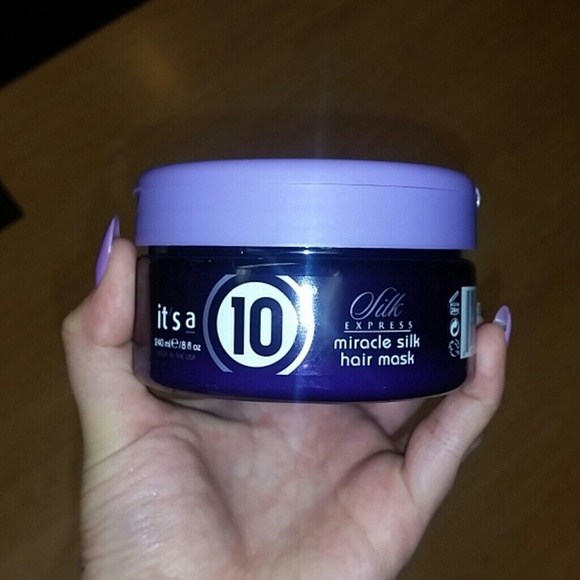 it's a 10
240 ml e/8 fl oz
Silk
EXPRESS
miracle silk
hair mask